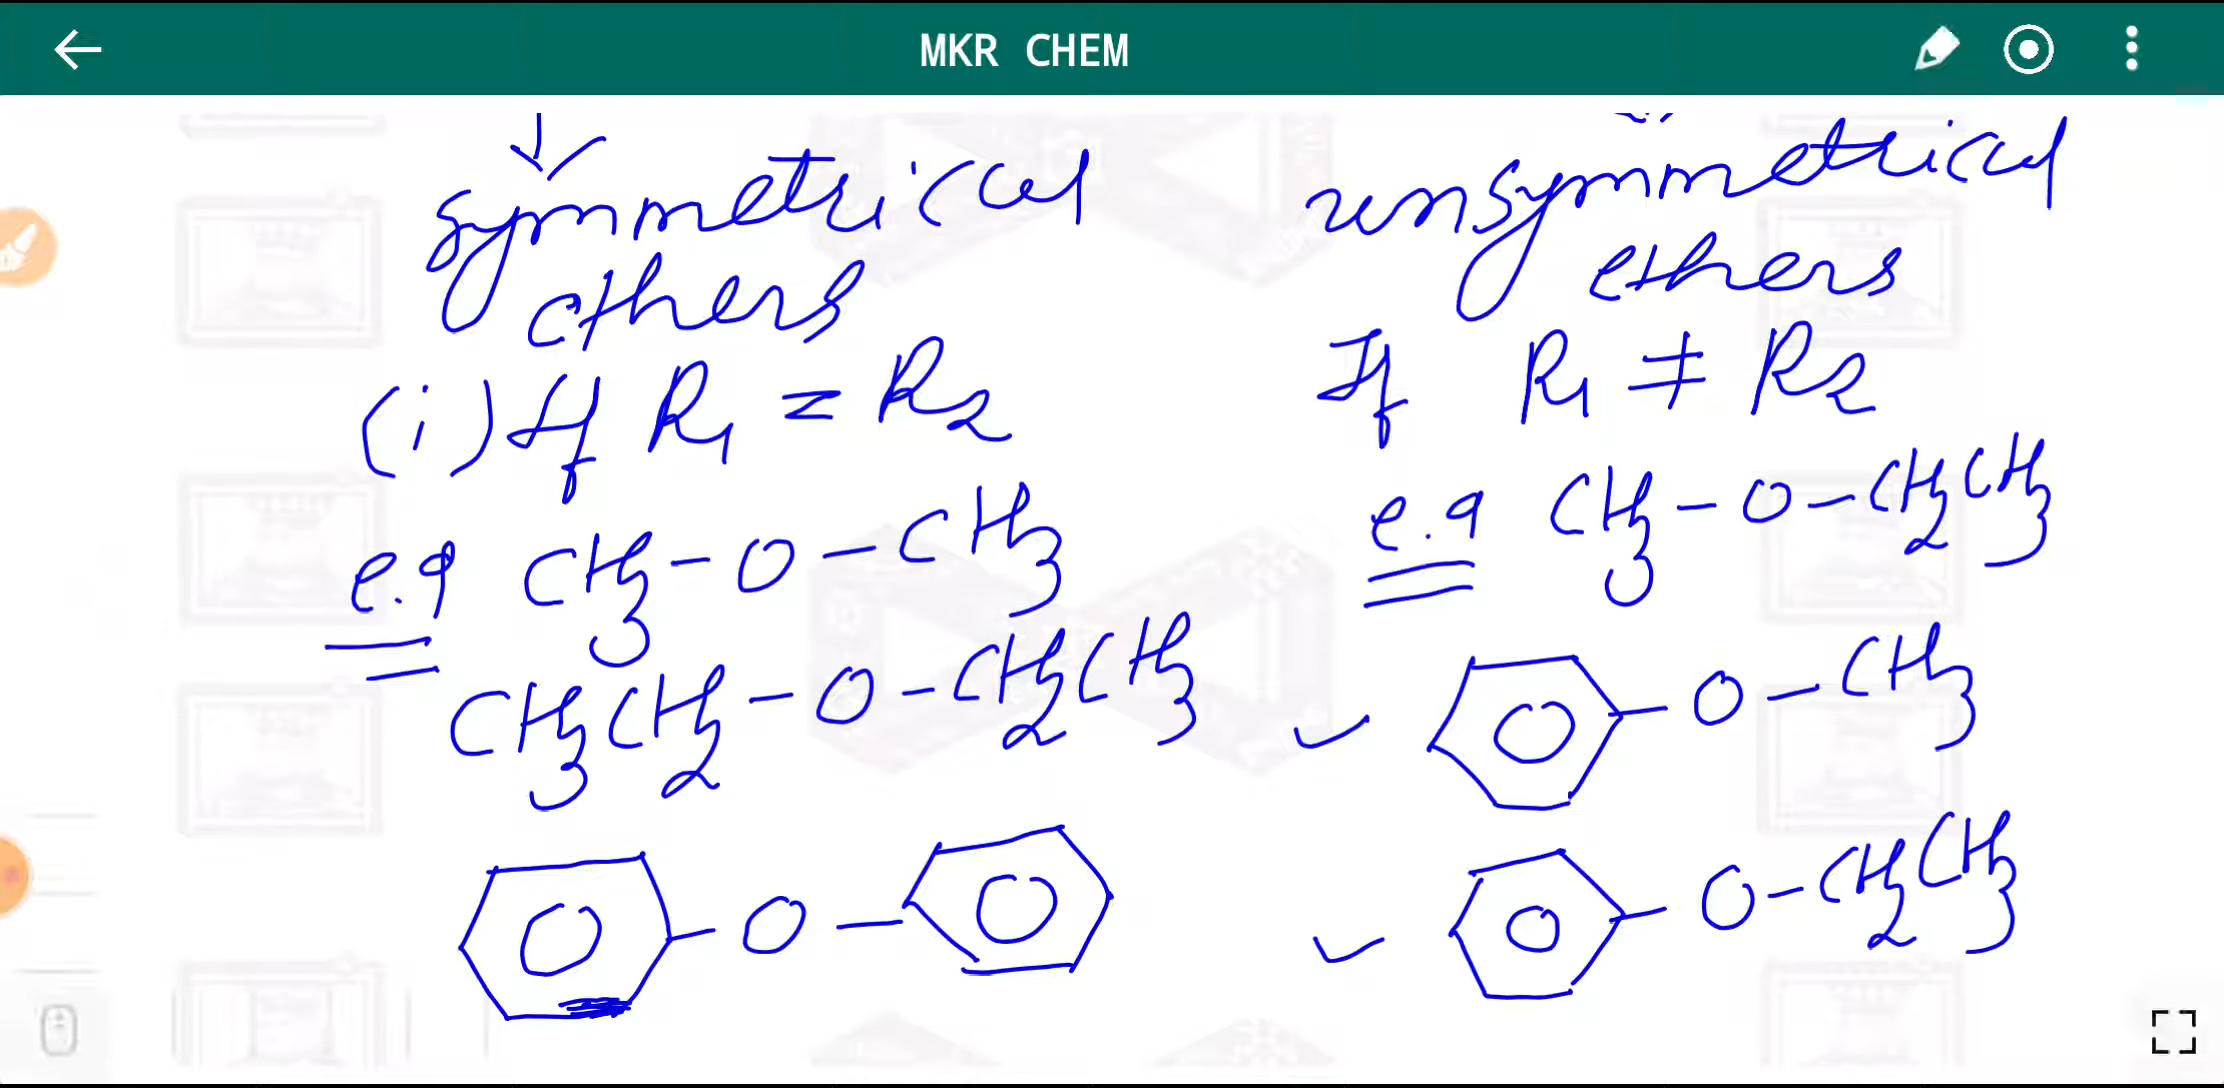 MKR CHEM
symmetrical
ethers
(i) If R1 = R2
e.g CH3-O-CH3
CH3CH2-O-CH2CH3
-O-
unsymmetrical
ethers
If R1 ≠ R2
e.g CH3-O-CH2CH3
-O-CH3
-O-CH2CH3